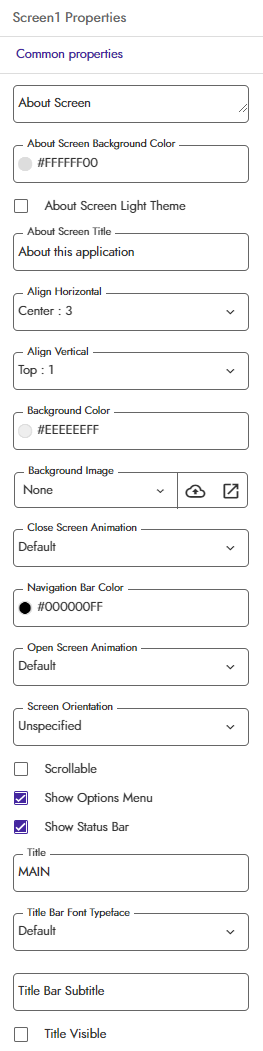 Screen1 Properties
Common properties
About Screen
About Screen Background Color
#FFFFFF00
About Screen Light Theme
About Screen Title
About this application
Align Horizontal
Center : 3
Align Vertical
Top : 1
Background Color
#EEEEEEFF
Background Image
None
Close Screen Animation
Default
Navigation Bar Color
#000000FF
Open Screen Animation
Default
Screen Orientation
Unspecified
Scrollable
Show Options Menu
Show Status Bar
Title
MAIN
Title Bar Font Typeface
Default
Title Bar Subtitle
Title Visible